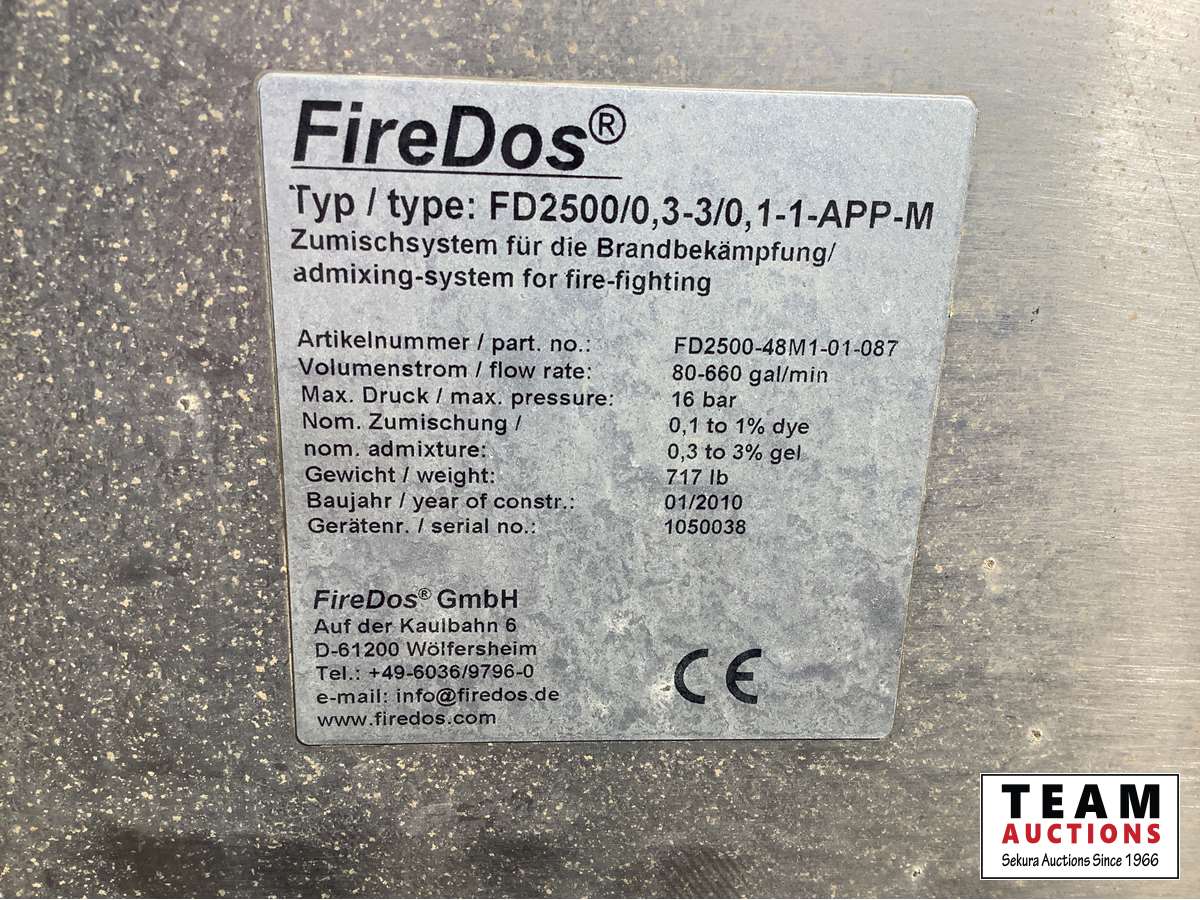 FireDos®
Typ / type: FD2500/0,3-3/0,1-1-APP-M
Zumischsystem für die Brandbekämpfung/
admixing-system for fire-fighting
Artikelnummer / part. no.: FD2500-48M1-01-087
Volumenstrom / flow rate: 80-660 gal/min
Max. Druck / max. pressure: 16 bar
Nom. Zumischung / 0,1 to 1% dye
nom. admixture: 0,3 to 3% gel
Gewicht / weight: 717 lb
Baujahr / year of constr.: 01/2010
Gerätenr. / serial no.: 1050038
FireDos® GmbH
Auf der Kaulbahn 6
D-61200 Wölfersheim
Tel.: +49-6036/9796-0
e-mail: info@firedos.de
www.firedos.com
CE
TEAM
AUCTIONS
Sekura Auctions Since 1966